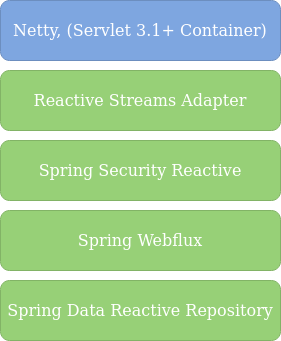 Netty, (Servlet 3.1+ Container)
Reactive Streams Adapter
Spring Security Reactive
Spring Webflux
Spring Data Reactive Repository